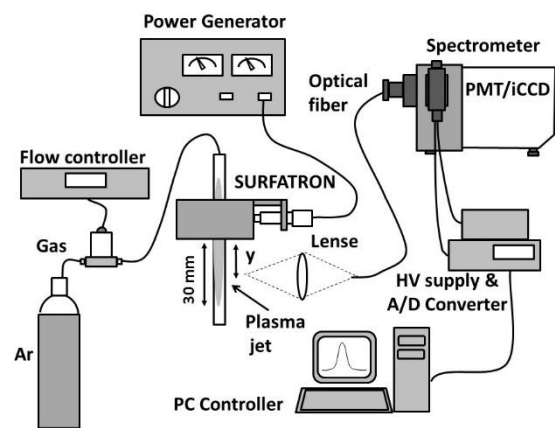 Power Generator
Spectrometer
Optical
fiber
PMT/iCCD
Flow controller
SURFATRON
Gas
Lense
y
30 mm
HV supply &
A/D Converter
Plasma
jet
Ar
PC Controller